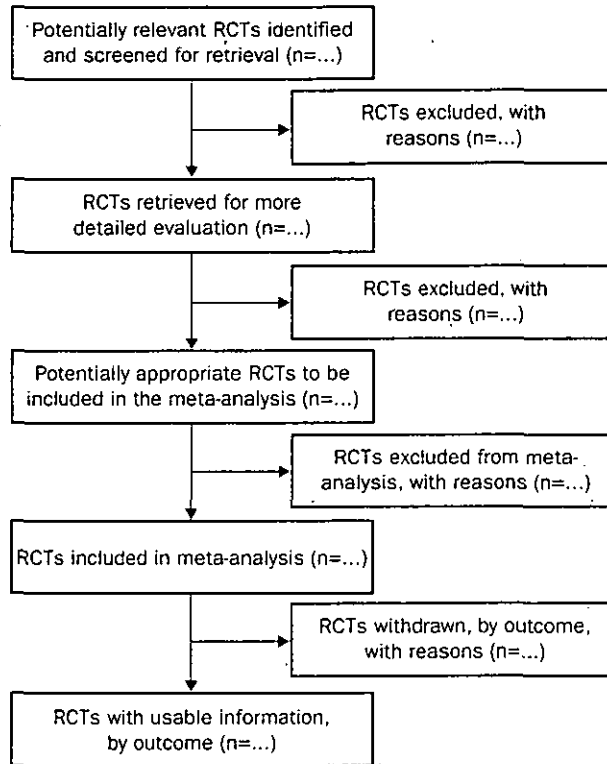 Potentially relevant RCTs identified
and screened for retrieval (n=...)
RCTs excluded, with
reasons (n=...)
RCTs retrieved for more
detailed evaluation (n=...)
RCTs excluded, with
reasons (n=...)
Potentially appropriate RCTs to be
included in the meta-analysis (n=...)
RCTs excluded from meta-
analysis, with reasons (n=...)
RCTs included in meta-analysis (n=...)
RCTs withdrawn, by outcome,
with reasons (n=...)
RCTs with usable information,
by outcome (n=...)